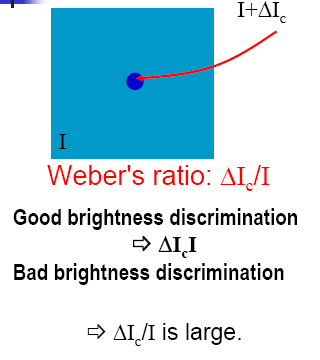 I+ΔIc
I
Weber's ratio: ΔIc/I
Good brightness discrimination
⇨ ΔIcI
Bad brightness discrimination
⇨ ΔIc/I is large.